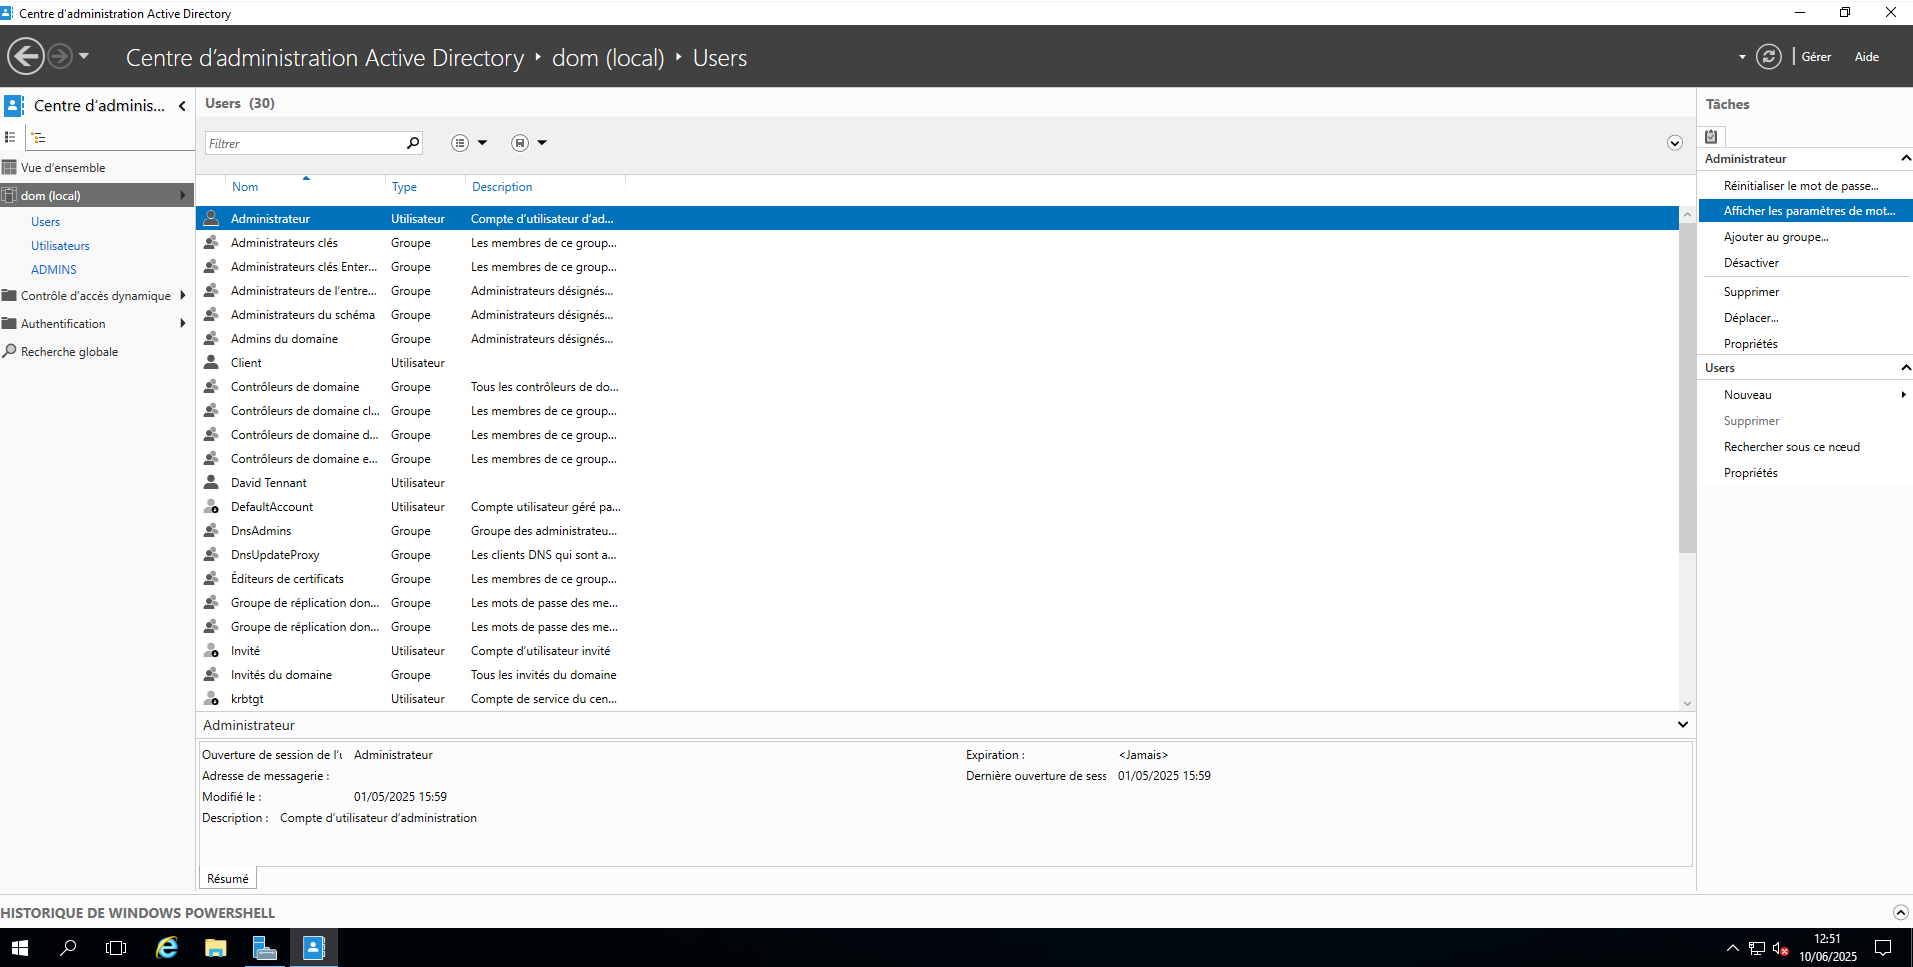 Centre d’administration Active Directory
Centre d’administration Active Directory ‣ dom (local) ‣ Users
Gérer
Aide
Centre d’adminis...
Vue d’ensemble
dom (local)
Users
Utilisateurs
ADMINS
Contrôle d’accès dynamique
Authentification
Recherche globale
Users (30)
Filtrer
Nom Type Description
Administrateur Utilisateur Compte d’utilisateur d’ad...
Administrateurs clés Groupe Les membres de ce group...
Administrateurs clés Enter... Groupe Les membres de ce group...
Administrateurs de l’entre... Groupe Administrateurs désignés...
Administrateurs du schéma Groupe Administrateurs désignés...
Admins du domaine Groupe Administrateurs désignés...
Client Utilisateur
Contrôleurs de domaine Groupe Tous les contrôleurs de do...
Contrôleurs de domaine cl... Groupe Les membres de ce group...
Contrôleurs de domaine d... Groupe Les membres de ce group...
Contrôleurs de domaine e... Groupe Les membres de ce group...
David Tennant Utilisateur
DefaultAccount Utilisateur Compte utilisateur géré pa...
DnsAdmins Groupe Groupe des administrateu...
DnsUpdateProxy Groupe Les clients DNS qui sont a...
Éditeurs de certificats Groupe Les membres de ce group...
Groupe de réplication don... Groupe Les mots de passe des me...
Groupe de réplication don... Groupe Les mots de passe des me...
Invité Utilisateur Compte d’utilisateur invité
Invités du domaine Groupe Tous les invités du domaine
krbtgt Utilisateur Compte de service du cen...
Administrateur
Ouverture de session de l’u Administrateur
Adresse de messagerie :
Modifié le : 01/05/2025 15:59
Description : Compte d’utilisateur d’administration
Expiration : <Jamais>
Dernière ouverture de sess 01/05/2025 15:59
Résumé
Tâches
Administrateur
Réinitialiser le mot de passe...
Afficher les paramètres de mot...
Ajouter au groupe...
Désactiver
Supprimer
Déplacer...
Propriétés
Users
Nouveau
Supprimer
Rechercher sous ce nœud
Propriétés
HISTORIQUE DE WINDOWS POWERSHELL
12:51
10/06/2025